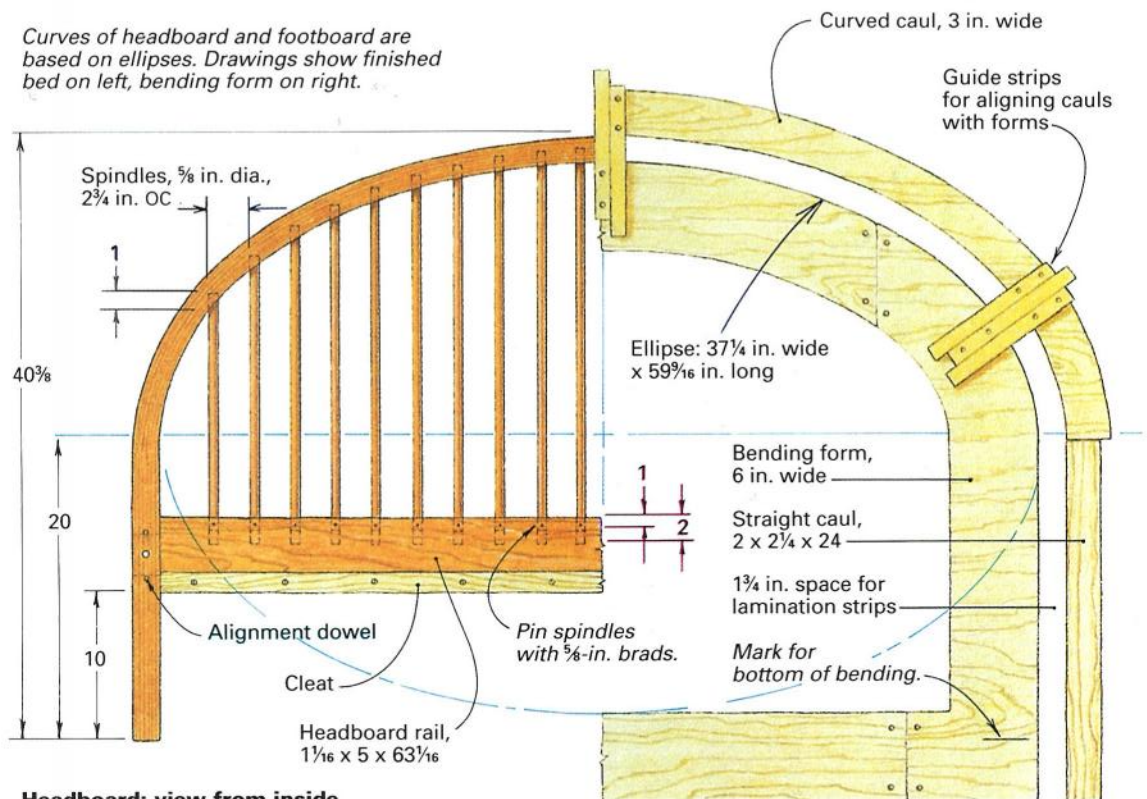 Curves of headboard and footboard are
based on ellipses. Drawings show finished
bed on left, bending form on right.
Curved caul, 3 in. wide
Guide strips
for aligning cauls
with forms
Spindles, ⅝ in. dia.,
2¾ in. OC
1
40⅜
Ellipse: 37¼ in. wide
x 59⁹⁄₁₆ in. long
20
1
2
Bending form,
6 in. wide
Straight caul,
2 x 2¼ x 24
1¾ in. space for
lamination strips
Mark for
bottom of bending.
10
Alignment dowel
Pin spindles
with ⅝-in. brads.
Cleat
Headboard rail,
1¹⁄₁₆ x 5 x 63¹⁄₁₆
Headboard: view from inside